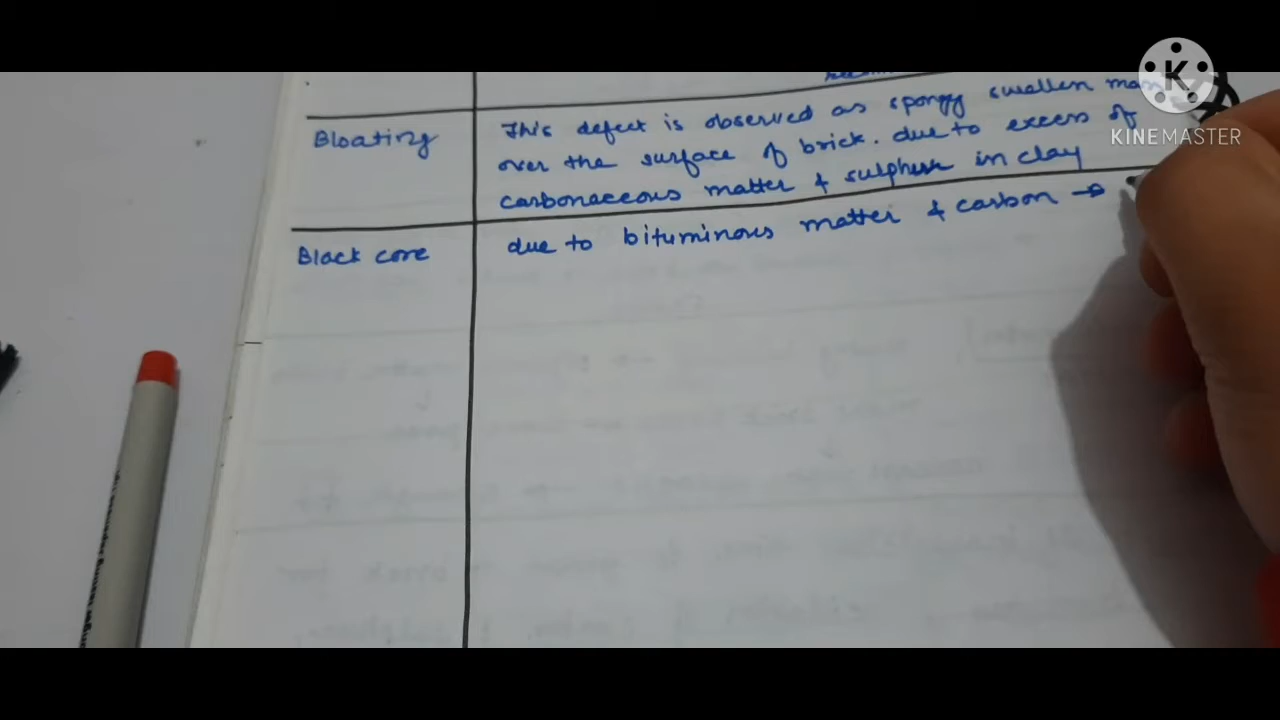 Bloating
This defect is observed as spongy swollen
over the surface of brick. due to excess of
carbonaceous matter & sulphur in clay
Black core
due to bituminous matter & carbon →
K
KINEMASTER